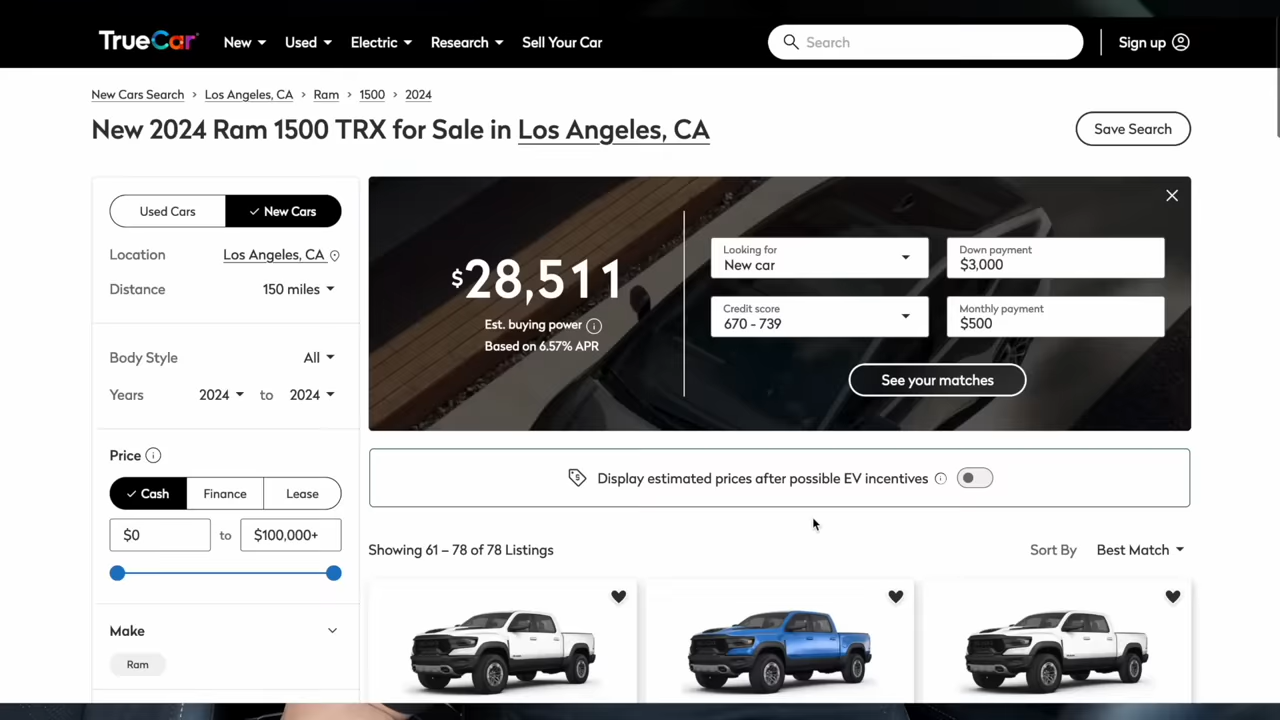 TrueCar
New
Used
Electric
Research
Sell Your Car
Search
Sign up
New Cars Search > Los Angeles, CA > Ram > 1500 > 2024
New 2024 Ram 1500 TRX for Sale in Los Angeles, CA
Save Search
Used Cars
New Cars
Location
Los Angeles, CA
Distance
150 miles
Body Style
All
Years
2024 to 2024
Price
Cash
Finance
Lease
$0 to $100,000+
Make
Ram
$28,511
Est. buying power
Based on 6.57% APR
Looking for
New car
Down payment
$3,000
Credit score
670 - 739
Monthly payment
$500
See your matches
Display estimated prices after possible EV incentives
Showing 61 – 78 of 78 Listings
Sort By Best Match